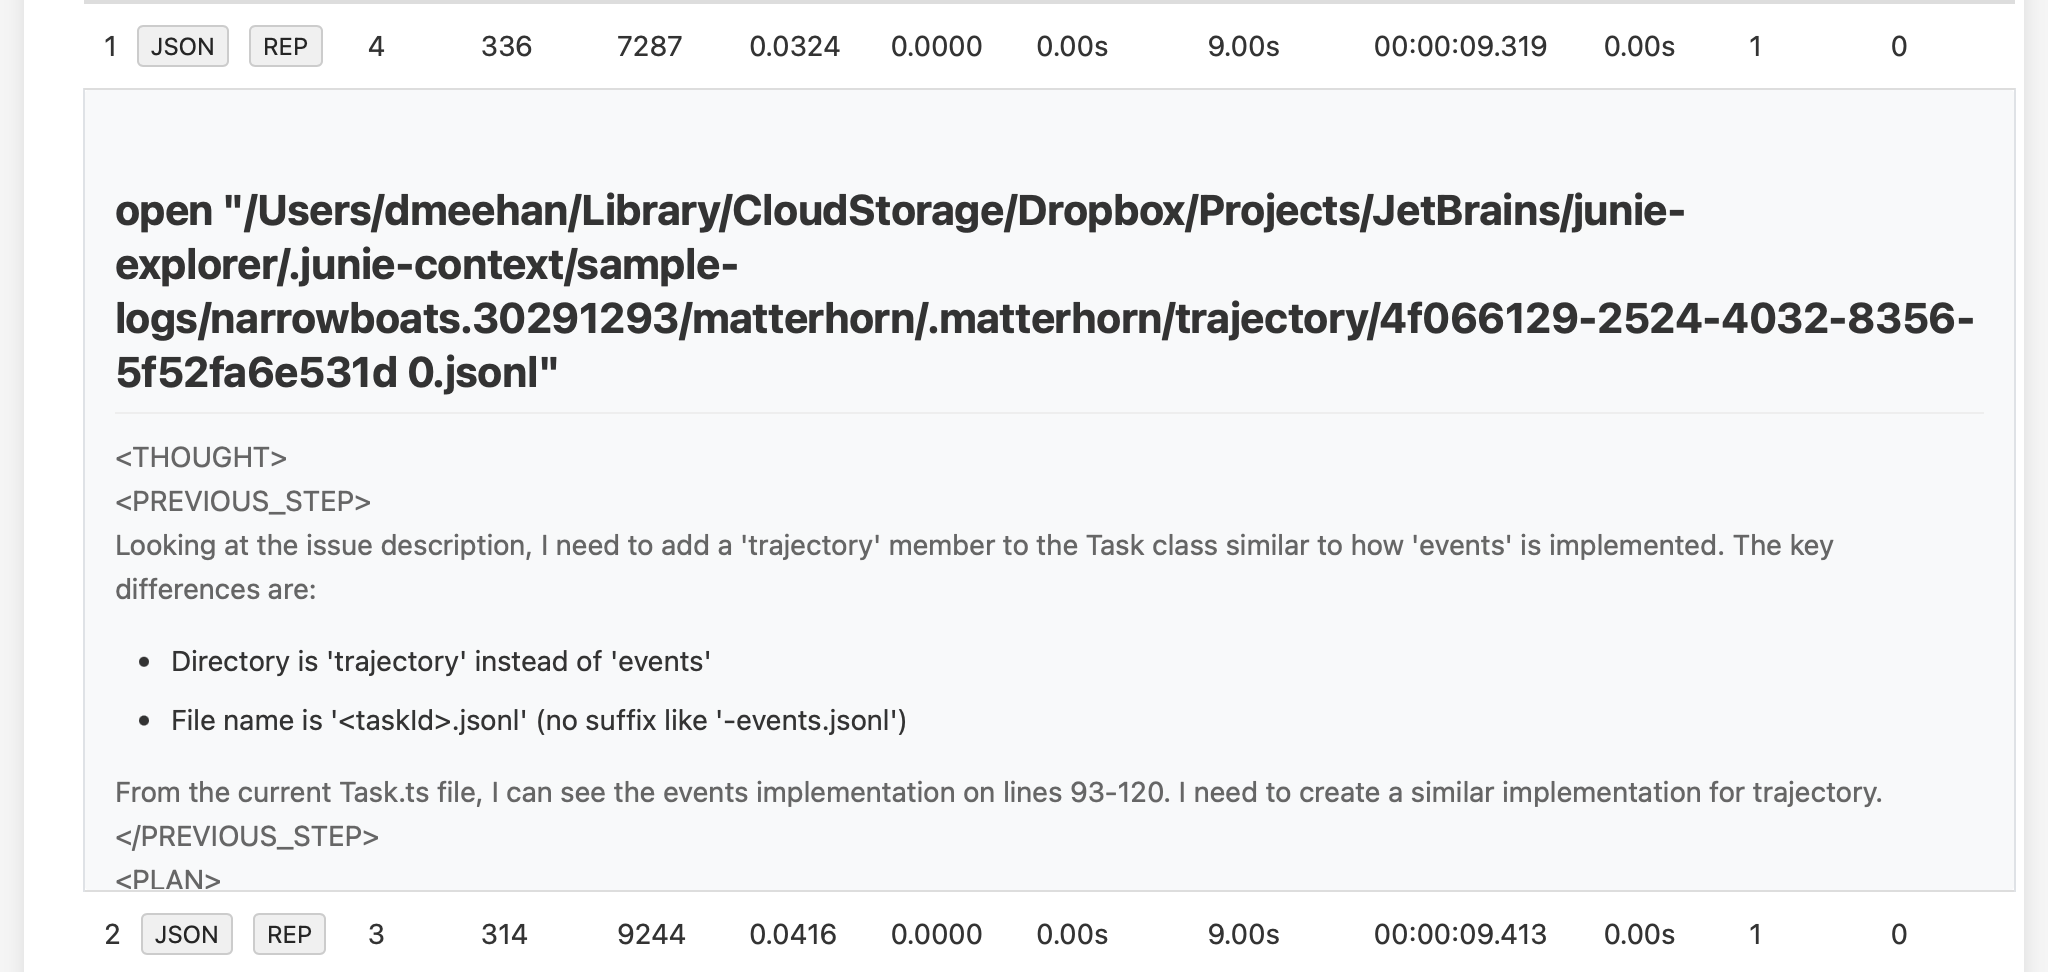 1 JSON REP 4 336 7287 0.0324 0.0000 0.00s 9.00s 00:00:09.319 0.00s 1 0
open "/Users/dmeehan/Library/CloudStorage/Dropbox/Projects/JetBrains/junie-
explorer/.junie-context/sample-
logs/narrowboats.30291293/matterhorn/.matterhorn/trajectory/4f066129-2524-4032-8356-
5f52fa6e531d 0.jsonl"
<THOUGHT>
<PREVIOUS_STEP>
Looking at the issue description, I need to add a 'trajectory' member to the Task class similar to how 'events' is implemented. The key
differences are:
• Directory is 'trajectory' instead of 'events'
• File name is '<taskId>.jsonl' (no suffix like '-events.jsonl')
From the current Task.ts file, I can see the events implementation on lines 93-120. I need to create a similar implementation for trajectory.
</PREVIOUS_STEP>
<PLAN>
2 JSON REP 3 314 9244 0.0416 0.0000 0.00s 9.00s 00:00:09.413 0.00s 1 0